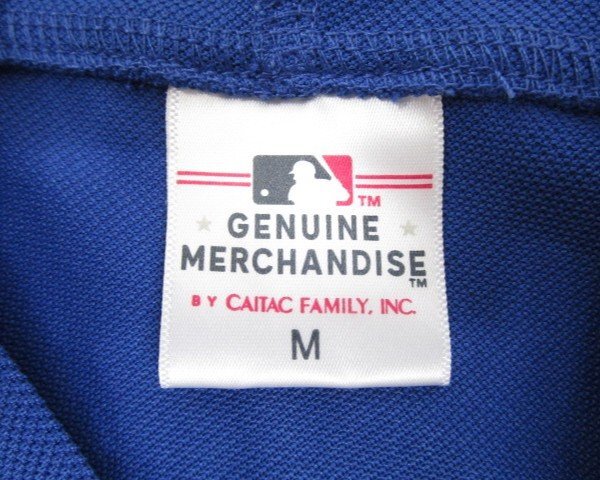 TM
GENUINE
MERCHANDISE TM
BY CAITAC FAMILY, INC.
M